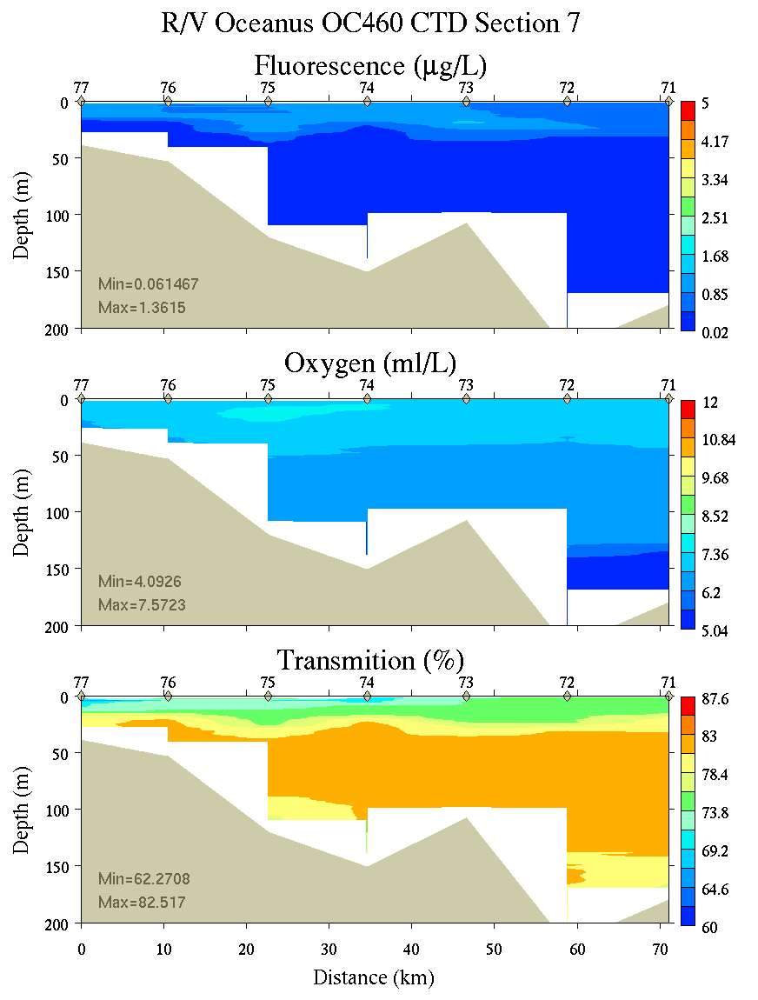 R/V Oceanus OC460 CTD Section 7
Fluorescence (µg/L)
77 76 75 74 73 72 71
0
50
100
150
200
Depth (m)
Min=0.061467
Max=1.3615
5
4.17
3.34
2.51
1.68
0.85
0.02
Oxygen (ml/L)
77 76 75 74 73 72 71
0
50
100
150
200
Depth (m)
Min=4.0926
Max=7.5723
12
10.84
9.68
8.52
7.36
6.2
5.04
Transmition (%)
77 76 75 74 73 72 71
0
50
100
150
200
Depth (m)
Min=62.2708
Max=82.517
87.6
83
78.4
73.8
69.2
64.6
60
0 10 20 30 40 50 60 70
Distance (km)